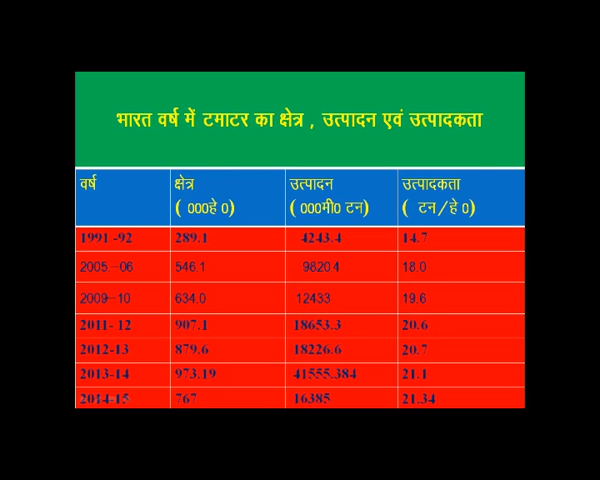 भारत वर्ष में टमाटर का क्षेत्र , उत्पादन एवं उत्पादकता
वर्ष क्षेत्र उत्पादन उत्पादकता
( 000हे 0) (000मी0 टन) ( टन/हे 0)
1991 -92 289.1 4243.4 14.7
2005.–06 546.1 9820.4 18.0
2009–10 634.0 12433 19.6
2011- 12 907.1 18653.3 20.6
2012-13 879.6 18226.6 20.7
2013-14 973.19 41555.384 21.1
2014-15 767 16385 21.34